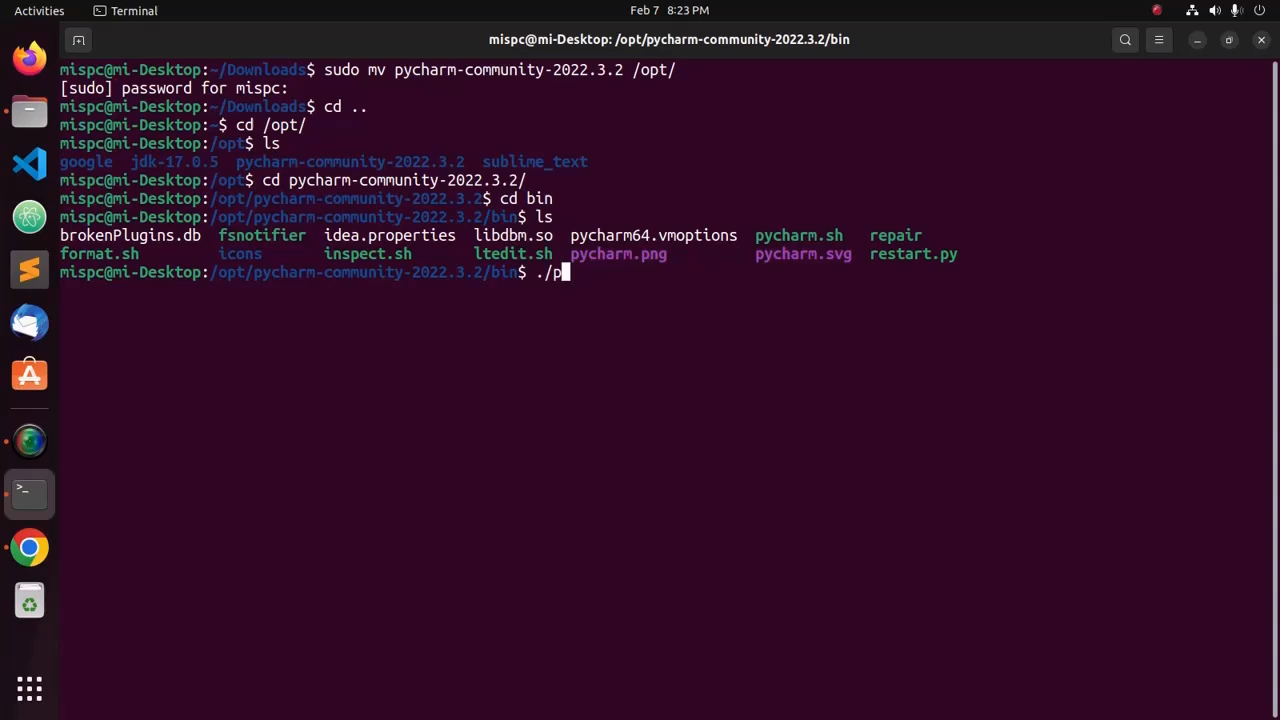 Activities Terminal Feb 7 8:23 PM
mispc@mi-Desktop: /opt/pycharm-community-2022.3.2/bin
mispc@mi-Desktop:~/Downloads$ sudo mv pycharm-community-2022.3.2 /opt/
[sudo] password for mispc:
mispc@mi-Desktop:~/Downloads$ cd ..
mispc@mi-Desktop:~$ cd /opt/
mispc@mi-Desktop:/opt$ ls
google jdk-17.0.5 pycharm-community-2022.3.2 sublime_text
mispc@mi-Desktop:/opt$ cd pycharm-community-2022.3.2/
mispc@mi-Desktop:/opt/pycharm-community-2022.3.2$ cd bin
mispc@mi-Desktop:/opt/pycharm-community-2022.3.2/bin$ ls
brokenPlugins.db fsnotifier idea.properties libdbm.so pycharm64.vmoptions pycharm.sh repair
format.sh icons inspect.sh ltedit.sh pycharm.png pycharm.svg restart.py
mispc@mi-Desktop:/opt/pycharm-community-2022.3.2/bin$ ./p